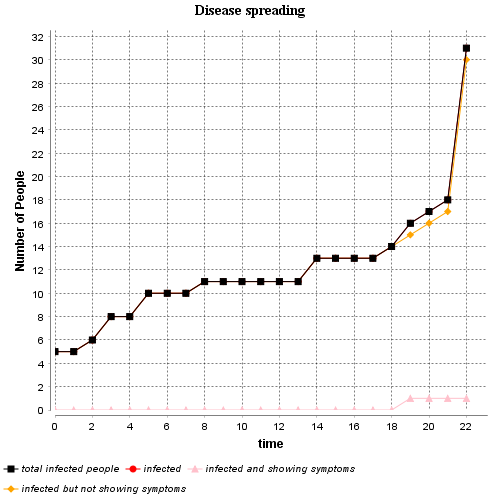 Disease spreading
Number of People
32
30
28
26
24
22
20
18
16
14
12
10
8
6
4
2
0
0 2 4 6 8 10 12 14 16 18 20 22
time
total infected people infected infected and showing symptoms
infected but not showing symptoms